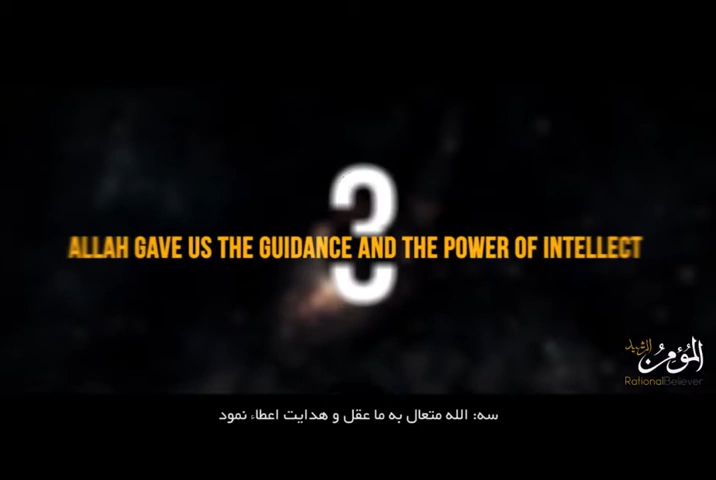 3
ALLAH GAVE US THE GUIDANCE AND THE POWER OF INTELLECT
المؤمن الرشيد
RationalBeliever
سه: الله متعال به ما عقل و هدایت اعطاء نمود